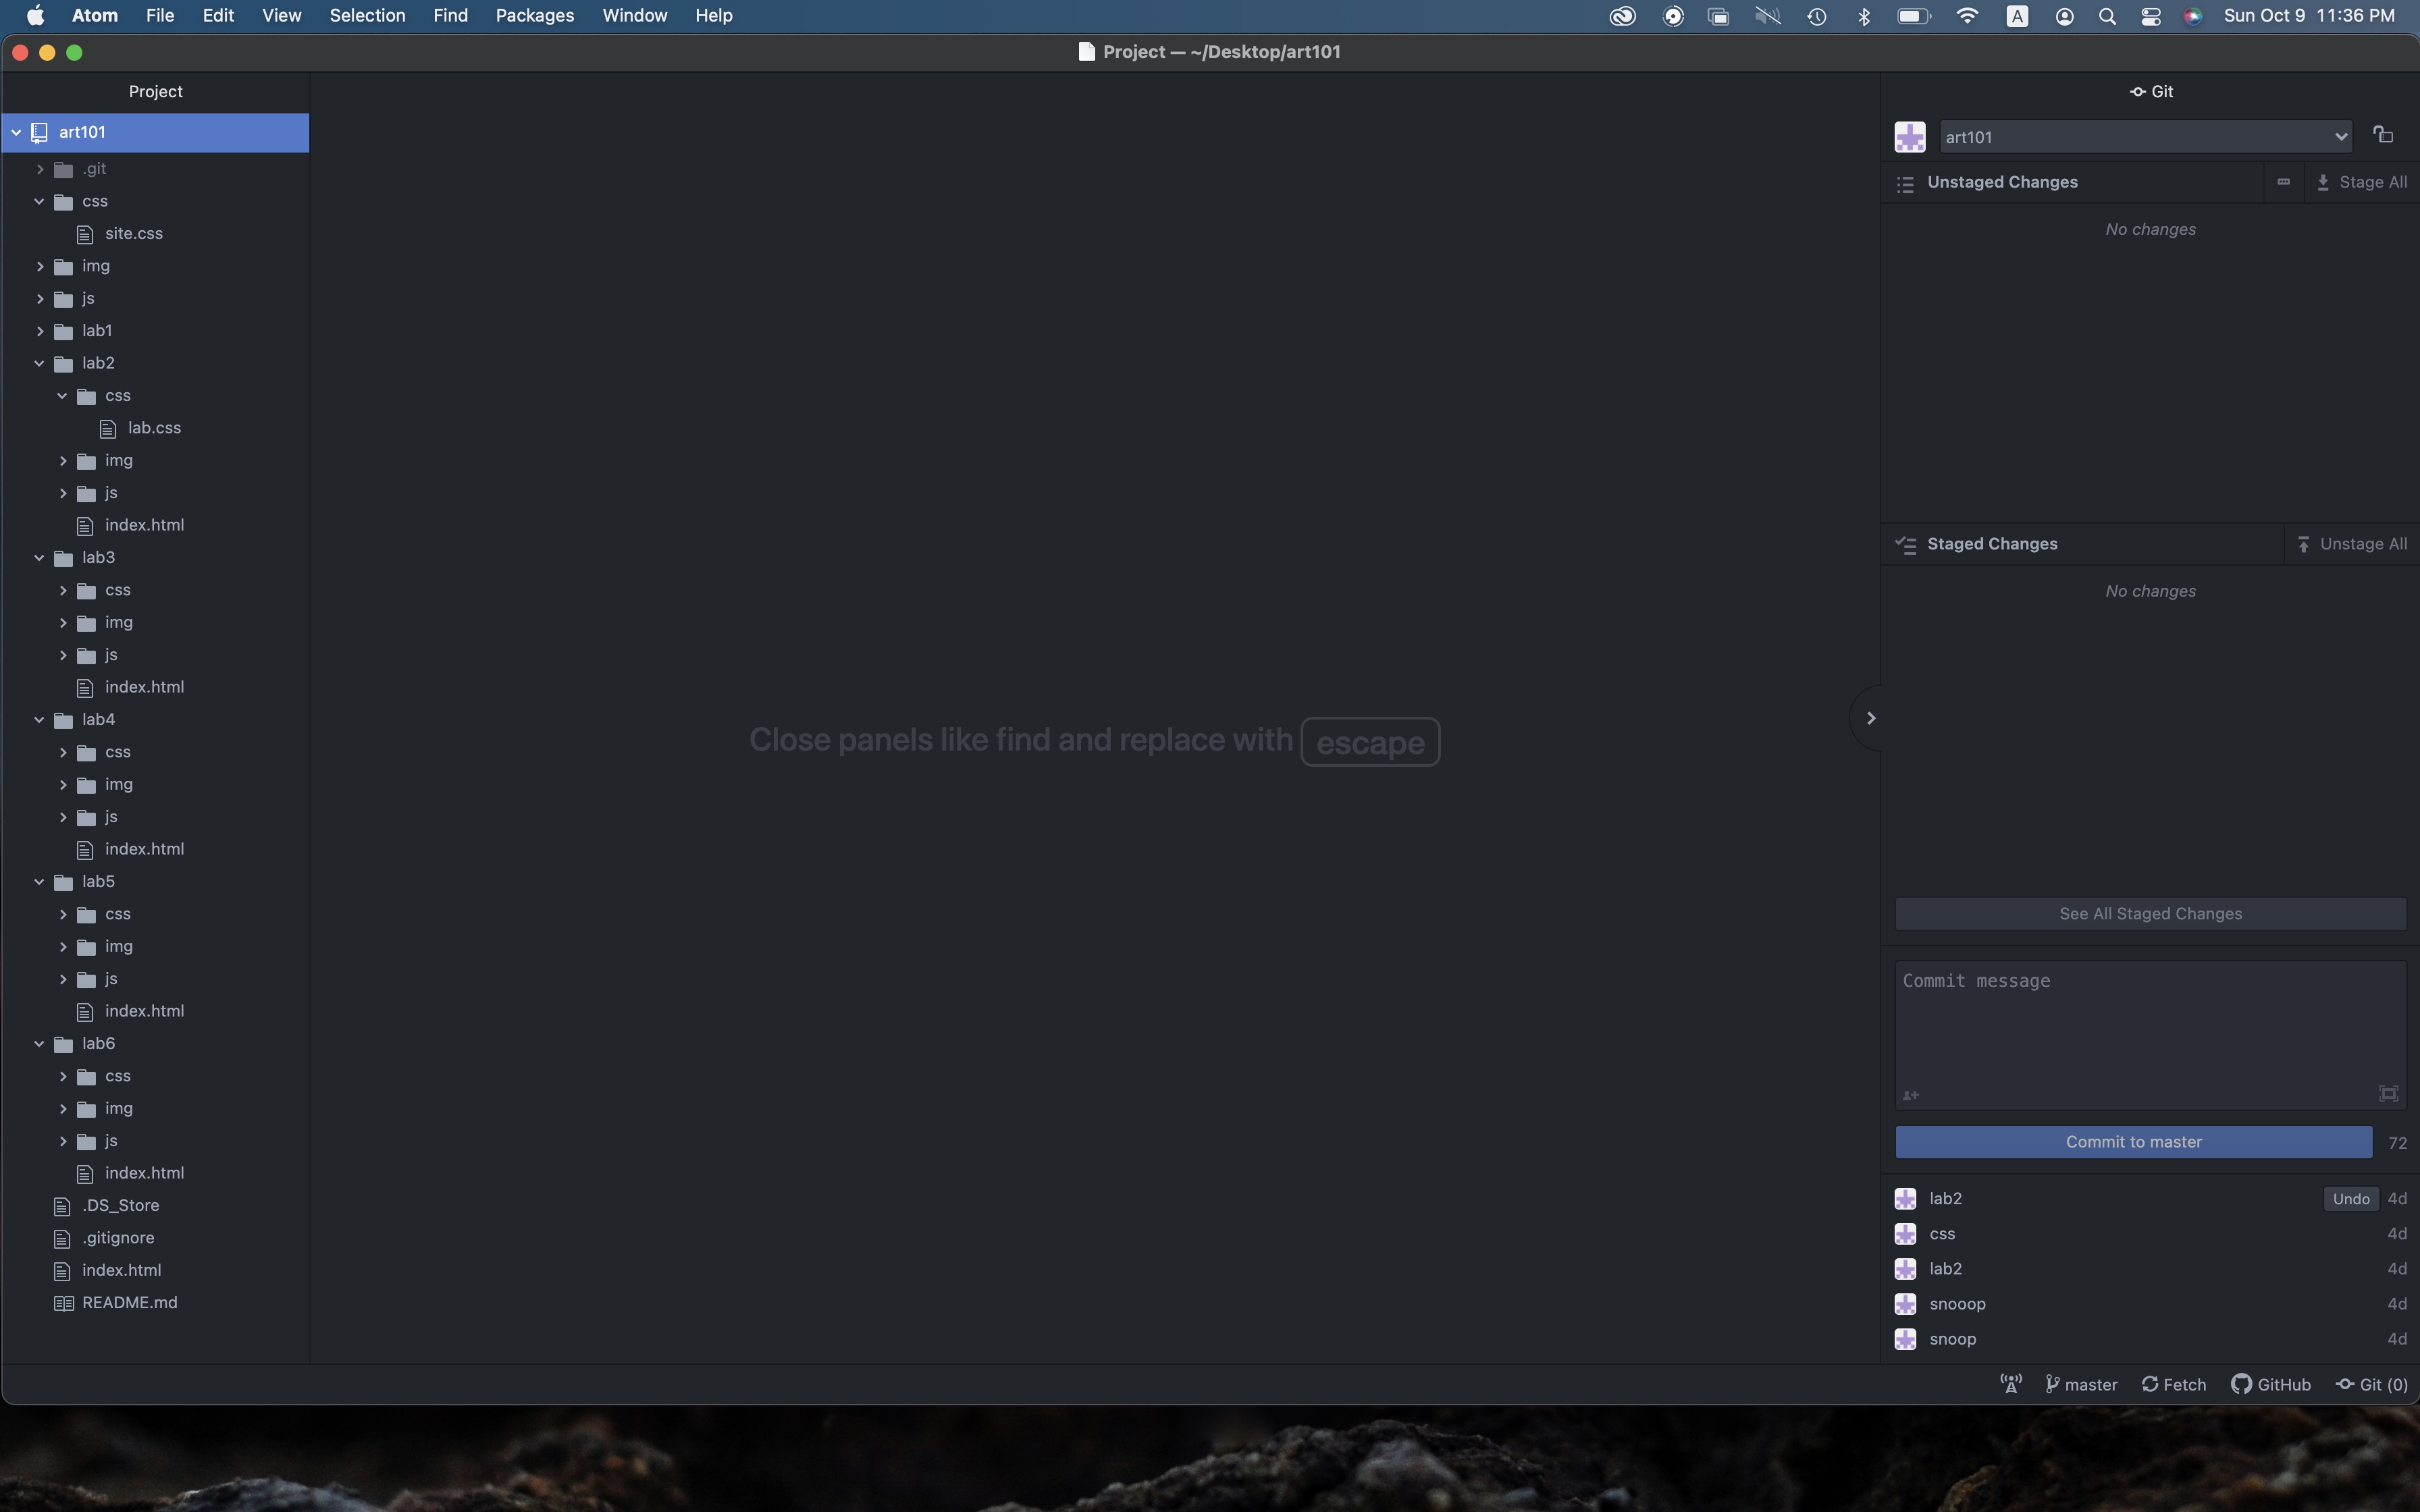 Atom File Edit View Selection Find Packages Window Help A Sun Oct 9 11:36 PM
Project — ~/Desktop/art101
Project
art101
.git
css
site.css
img
js
lab1
lab2
css
lab.css
img
js
index.html
lab3
css
img
js
index.html
lab4
css
img
js
index.html
lab5
css
img
js
index.html
lab6
css
img
js
index.html
.DS_Store
.gitignore
index.html
README.md
Close panels like find and replace with escape
Git
art101
Unstaged Changes Stage All
No changes
Staged Changes Unstage All
No changes
See All Staged Changes
Commit message
Commit to master 72
lab2 Undo 4d
css 4d
lab2 4d
snooop 4d
snoop 4d
master Fetch GitHub Git (0)